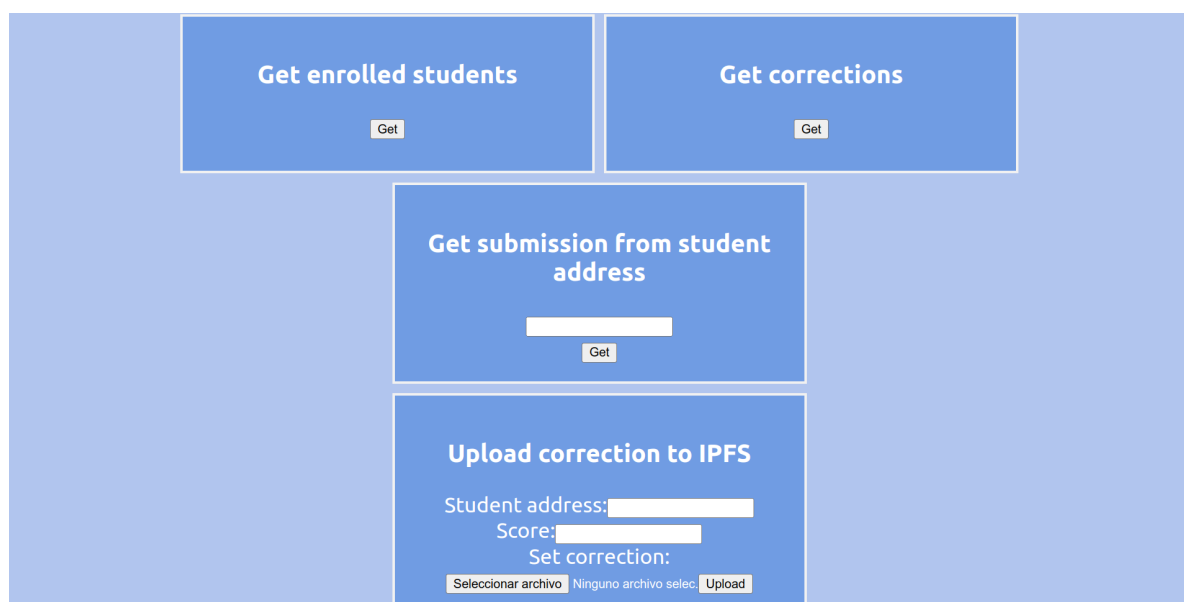 Get enrolled students
Get
Get corrections
Get
Get submission from student
address
Get
Upload correction to IPFS
Student address:
Score:
Set correction:
Seleccionar archivo Ninguno archivo selec. Upload